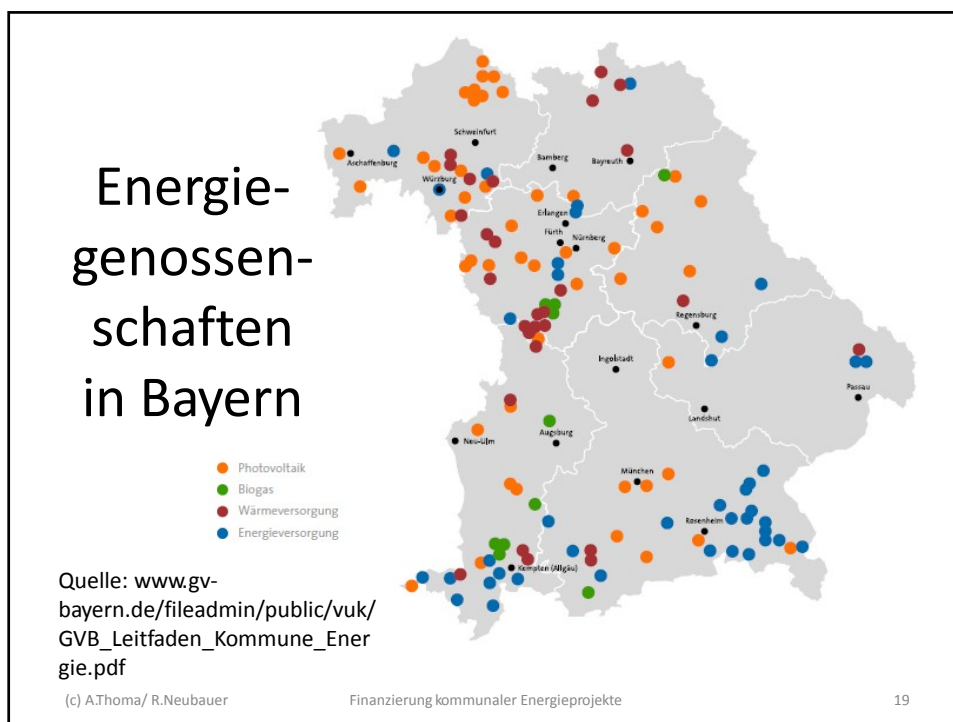 Energie-
genossen-
schaften
in Bayern
Schweinfurt
Aschaffenburg
Bamberg
Bayreuth
Würzburg
Erlangen
Fürth
Nürnberg
Regensburg
Ingolstadt
Passau
Landshut
Neu-Ulm
Augsburg
München
Rosenheim
Kempten (Allgäu)
Photovoltaik
Biogas
Wärmeversorgung
Energieversorgung
Quelle: www.gv-
bayern.de/fileadmin/public/vuk/
GVB_Leitfaden_Kommune_Ener
gie.pdf
(c) A.Thoma/ R.Neubauer
Finanzierung kommunaler Energieprojekte
19